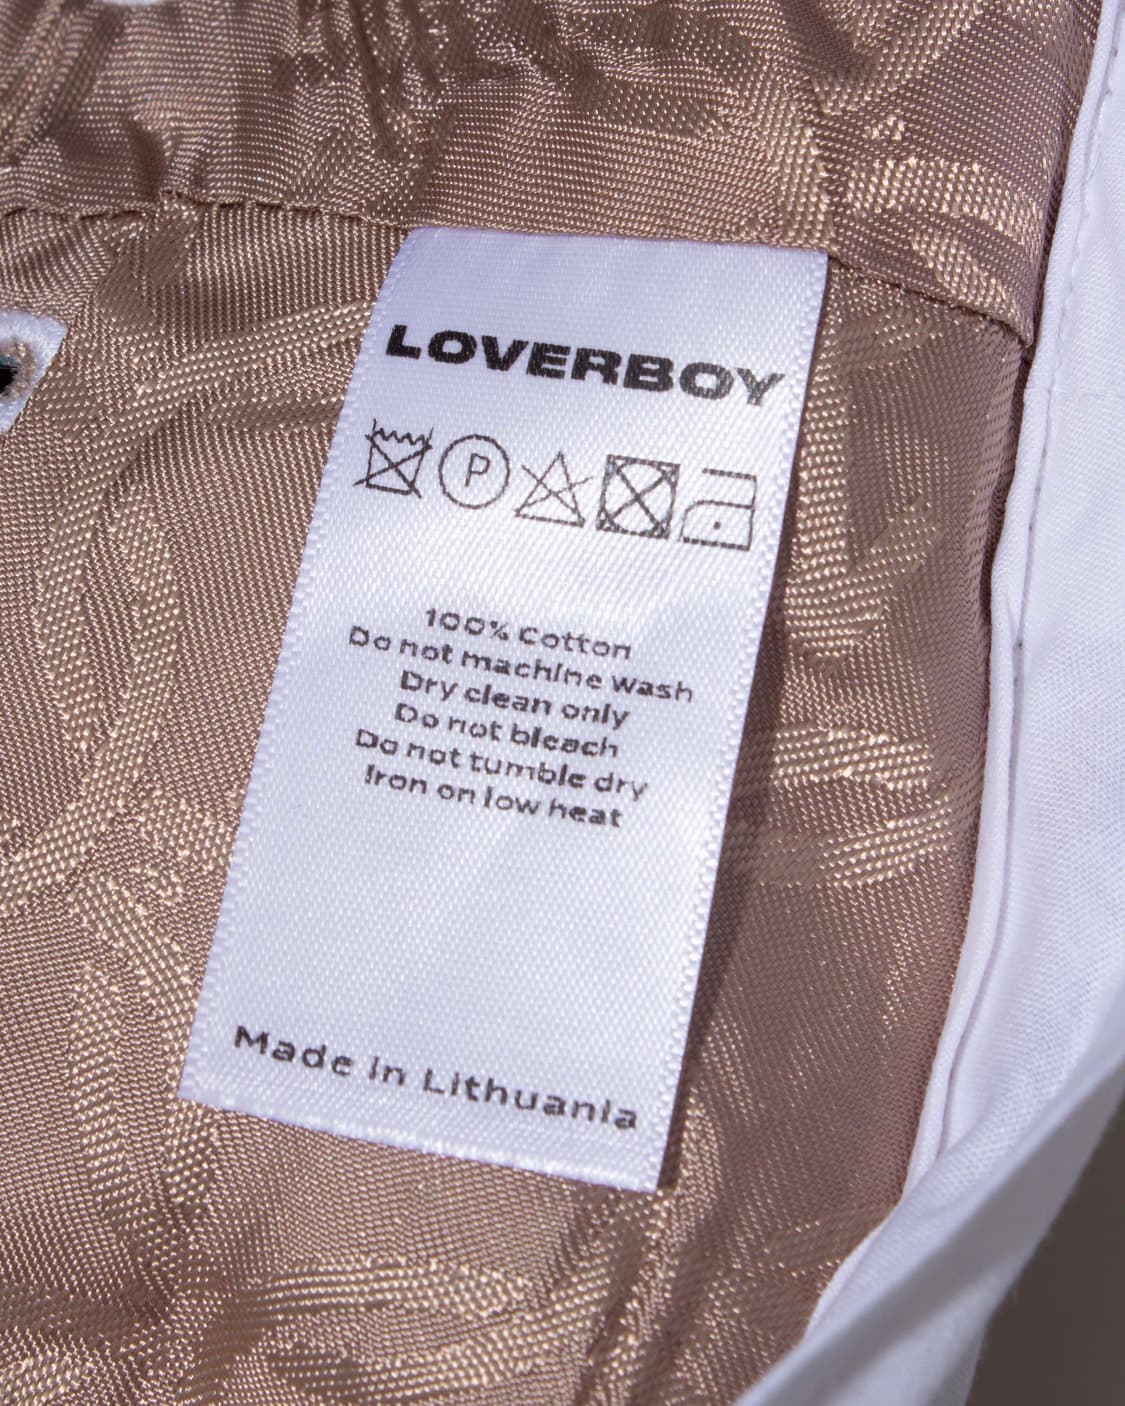 LOVERBOY
P
100% Cotton
Do not machine wash
Dry clean only
Do not bleach
Do not tumble dry
Iron on low heat
Made in Lithuania